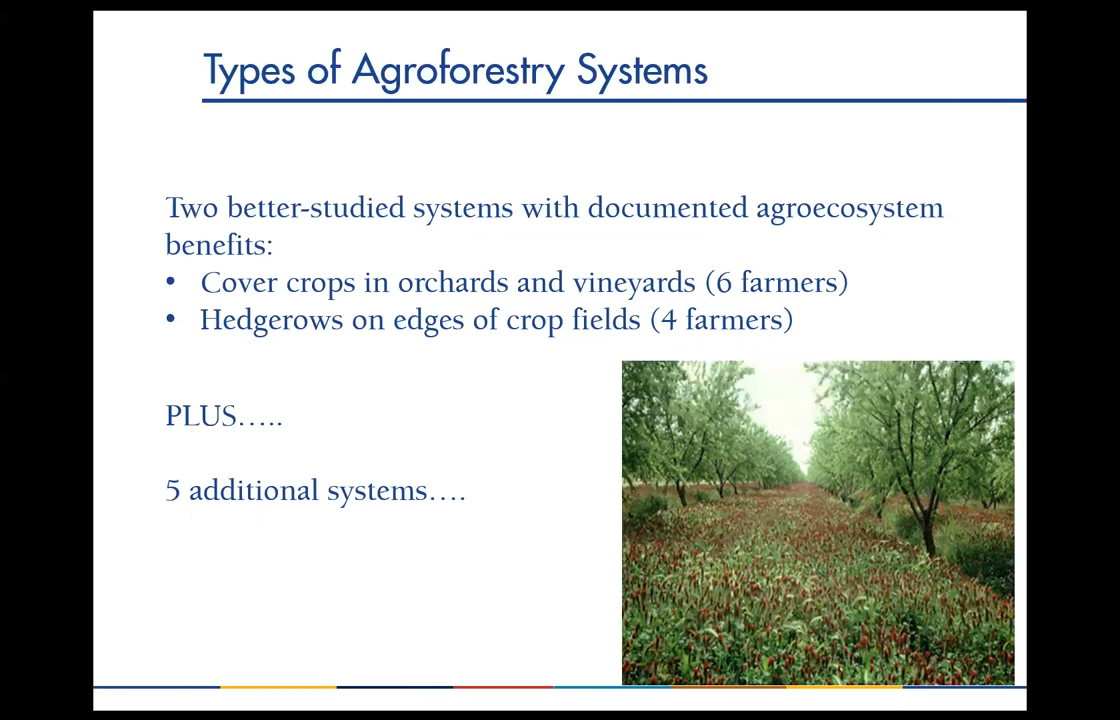 Types of Agroforestry Systems
Two better-studied systems with documented agroecosystem
benefits:
• Cover crops in orchards and vineyards (6 farmers)
• Hedgerows on edges of crop fields (4 farmers)
PLUS…..
5 additional systems….